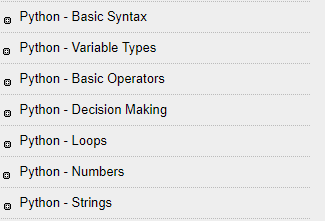 Python - Basic Syntax
Python - Variable Types
Python - Basic Operators
Python - Decision Making
Python - Loops
Python - Numbers
Python - Strings